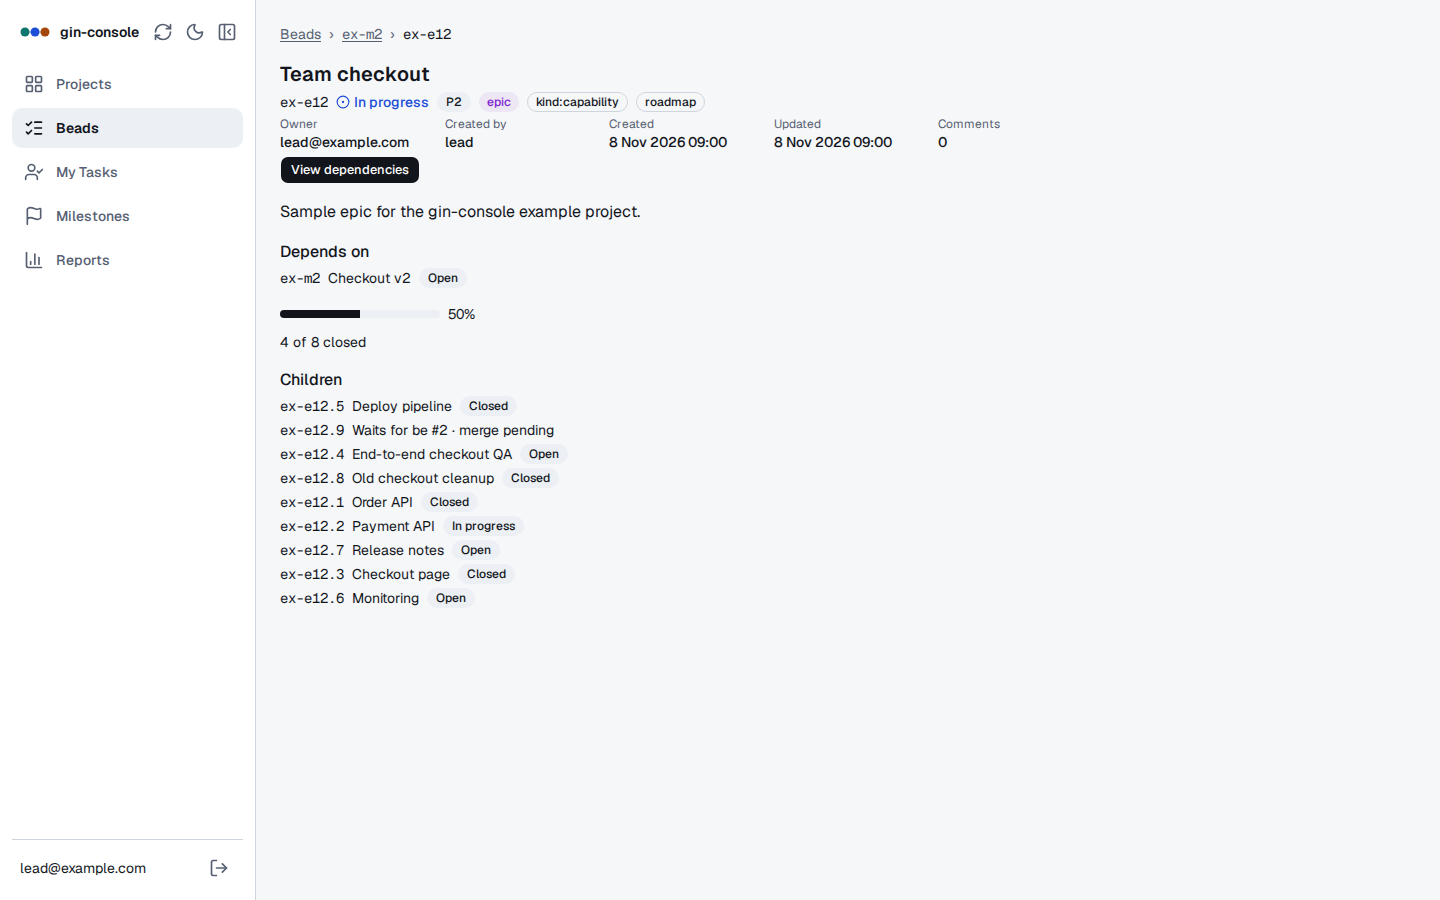 gin-console
Projects
Beads
My Tasks
Milestones
Reports
lead@example.com
Beads › ex-m2 › ex-e12
Team checkout
ex-e12 In progress P2 epic kind:capability roadmap
Owner Created by Created Updated Comments
lead@example.com lead 8 Nov 2026 09:00 8 Nov 2026 09:00 0
View dependencies
Sample epic for the gin-console example project.
Depends on
ex-m2 Checkout v2 Open
50%
4 of 8 closed
Children
ex-e12.5 Deploy pipeline Closed
ex-e12.9 Waits for be #2 · merge pending
ex-e12.4 End-to-end checkout QA Open
ex-e12.8 Old checkout cleanup Closed
ex-e12.1 Order API Closed
ex-e12.2 Payment API In progress
ex-e12.7 Release notes Open
ex-e12.3 Checkout page Closed
ex-e12.6 Monitoring Open